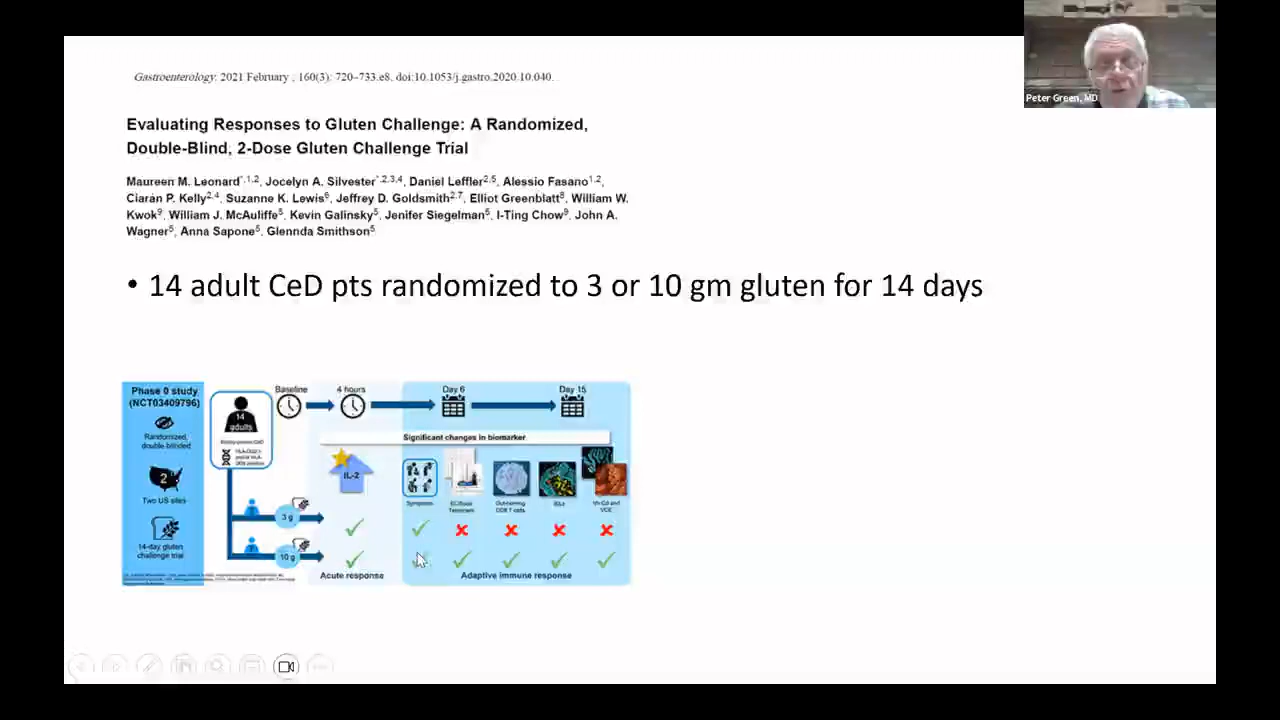 Gastroenterology. 2021 February ; 160(3): 720–733.e8. doi:10.1053/j.gastro.2020.10.040.
Evaluating Responses to Gluten Challenge: A Randomized,
Double-Blind, 2-Dose Gluten Challenge Trial
Maureen M. Leonard*,1,2, Jocelyn A. Silvester*,2,3,4, Daniel Leffler2,5, Alessio Fasano1,2,
Ciarán P. Kelly2,4, Suzanne K. Lewis6, Jeffrey D. Goldsmith2,7, Elliot Greenblatt8, William W.
Kwok9, William J. McAuliffe5, Kevin Galinsky5, Jenifer Siegelman5, I-Ting Chow9, John A.
Wagner5, Anna Sapone5, Glennda Smithson5
• 14 adult CeD pts randomized to 3 or 10 gm gluten for 14 days
Phase 0 study
(NCT03409796)
Randomized,
double-blinded
2
Two US sites
14-day gluten
challenge trial
14
adults
3 g
10 g
Baseline
4 hours
Day 6
Day 15
Significant changes in biomarker
IL-2
Symptoms
Acute response
Adaptive immune response
Peter Green, MD